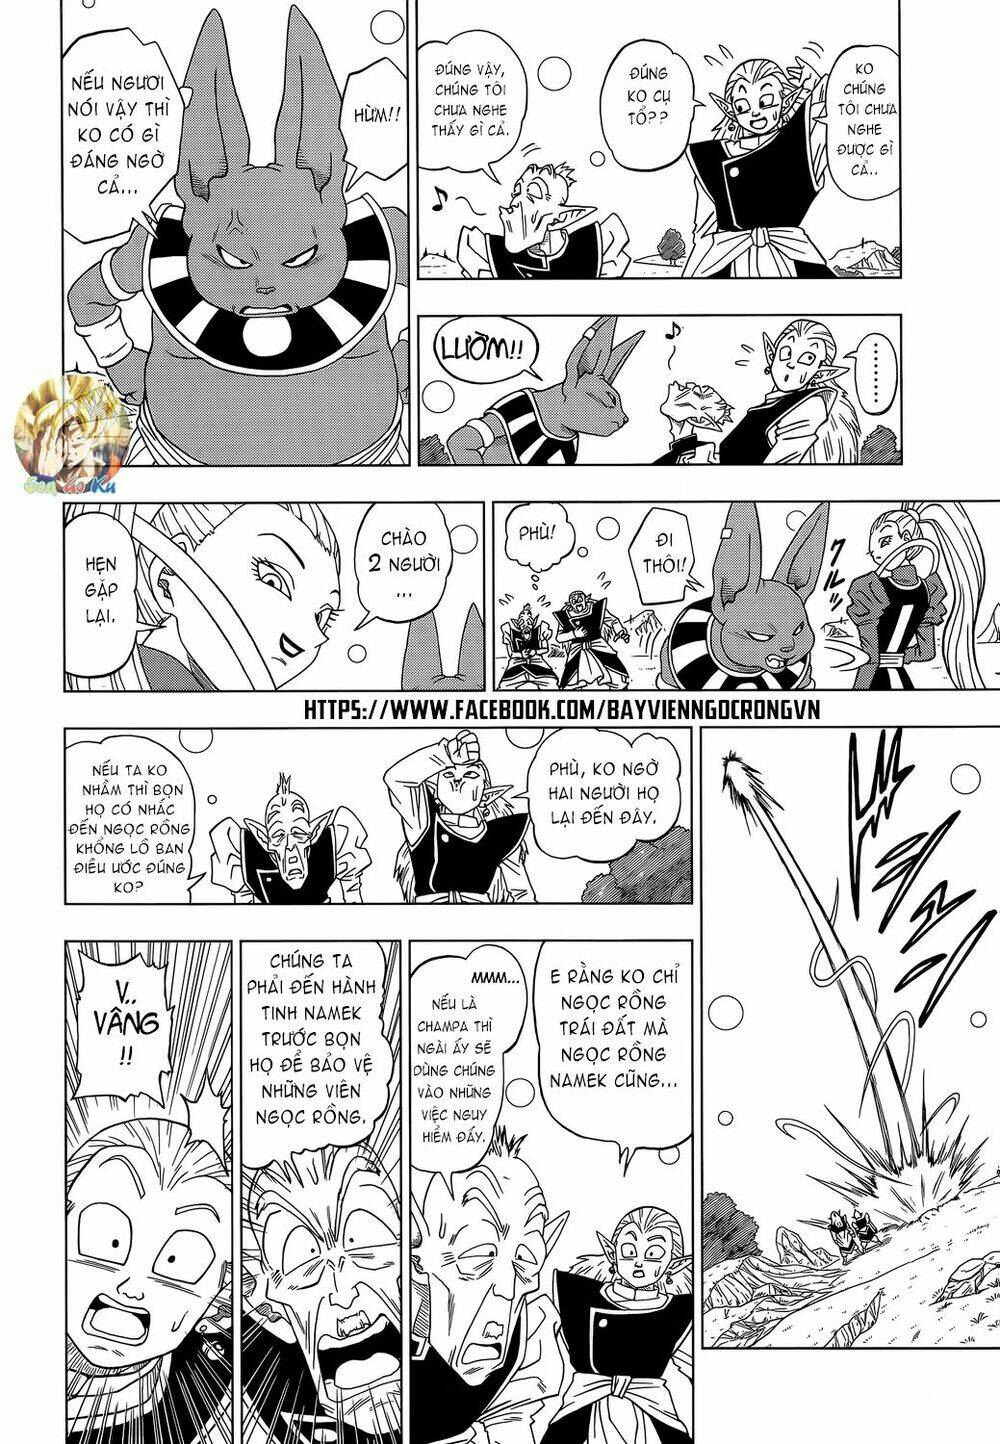 KO
CHÚNG
TÔI CHƯA
NGHE
ĐƯỢC GÌ
CẢ..
ĐÚNG
KO CỤ
TỔ??
ĐÚNG VẬY,
CHÚNG TÔI
CHƯA NGHE
THẤY GÌ CẢ.
........
LƯỜM!!
HỪM!!
NẾU NGƯƠI
NÓI VẬY THÌ
KO CÓ GÌ
ĐÁNG NGỜ
CẢ...
Son Go Ku
ĐI
THÔI!
PHÙ!
CHÀO
2 NGƯỜI
...
HẸN
GẶP
LẠI.
HTTPS://WWW.FACEBOOK.COM/BAYVIENNGOCRONGVN
PHÙ, KO NGỜ
HAI NGƯỜI HỌ
LẠI ĐẾN ĐÂY.
NẾU TA KO
NHẦM THÌ BỌN
HỌ CÓ NHẮC
ĐẾN NGỌC RỒNG
KHỔNG LỒ BAN
ĐIỀU ƯỚC ĐÚNG
KO?
E RẰNG KO CHỈ
NGỌC RỒNG
TRÁI ĐẤT MÀ
NGỌC RỒNG
NAMEK CŨNG...
MMM...
NẾU LÀ
CHAMPA THÌ
NGÀI ẤY SẼ
DÙNG CHÚNG
VÀO NHỮNG
VIỆC NGUY
HIỂM ĐẤY.
CHÚNG TA
PHẢI ĐẾN HÀNH
TINH NAMEK
TRƯỚC BỌN
HỌ ĐỂ BẢO VỆ
NHỮNG VIÊN
NGỌC RỒNG.
V..
VÂNG
!!